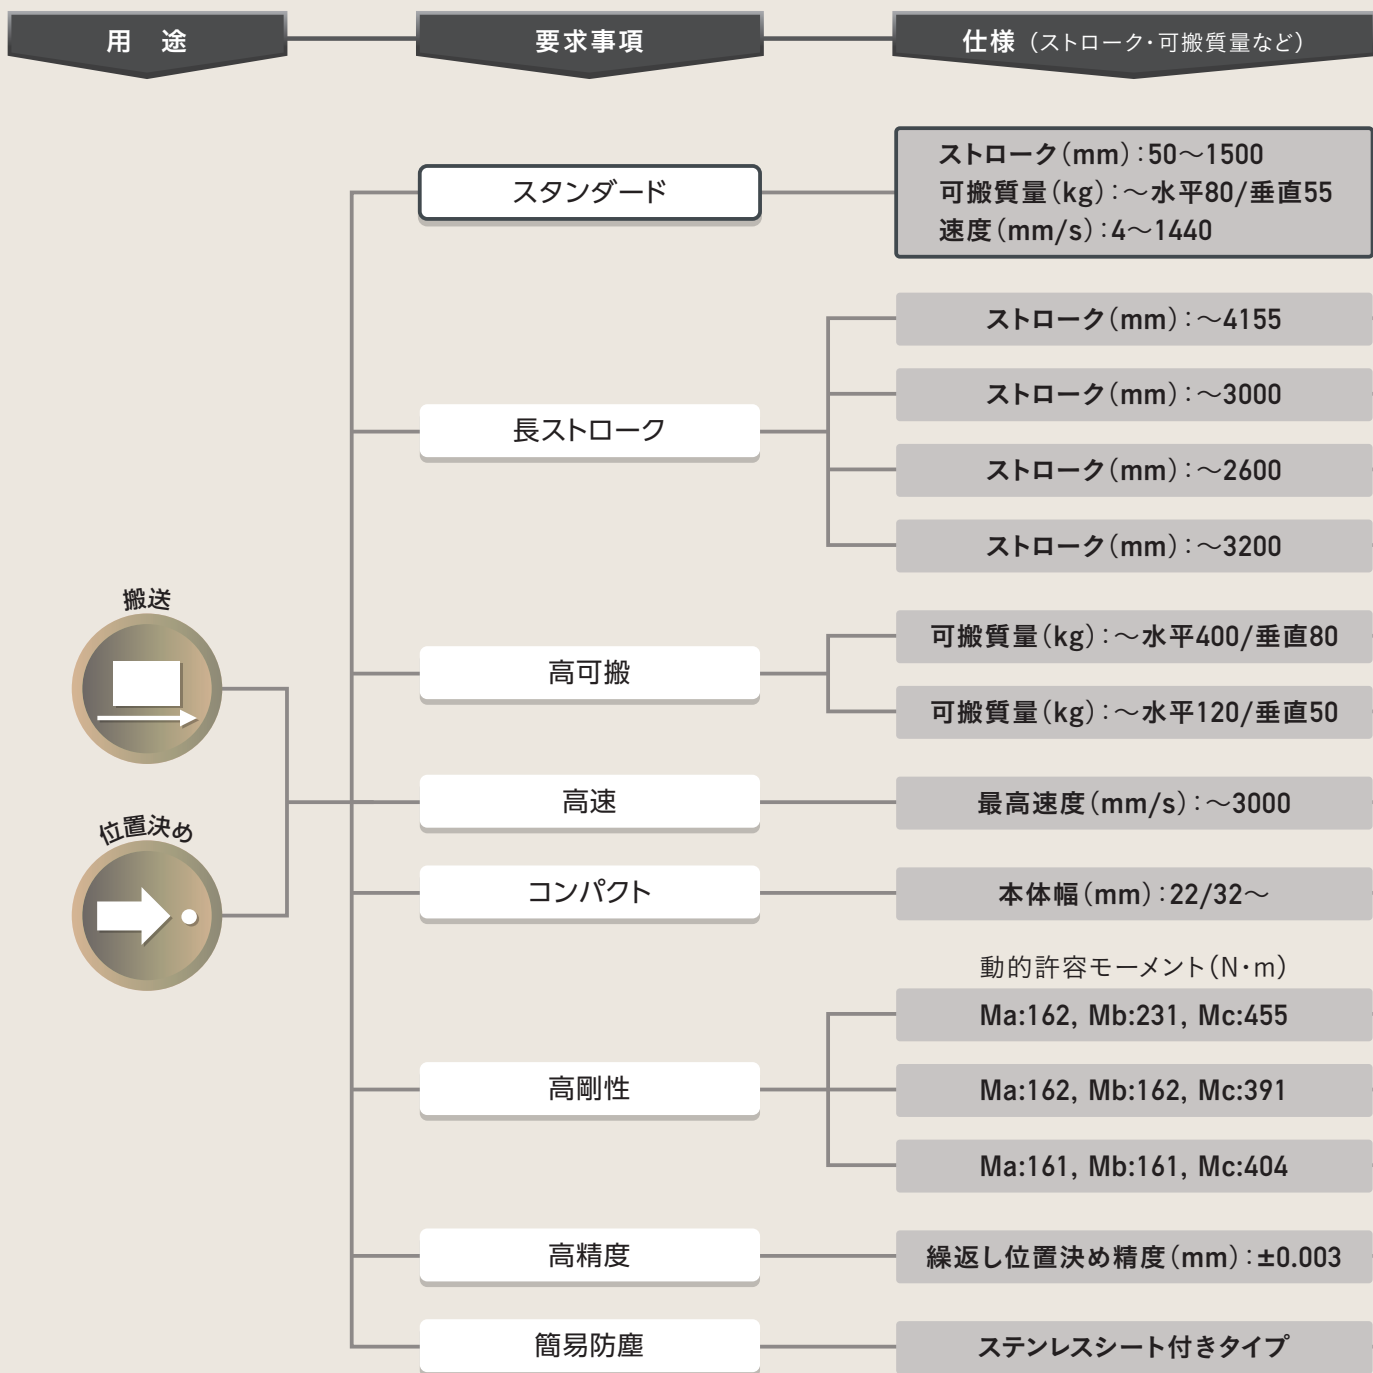 用 途
要求事項
仕様（ストローク・可搬質量など）
スタンダード
ストローク（mm）：50〜1500
可搬質量（kg）：〜水平80/垂直55
速度（mm/s）：4〜1440
長ストローク
ストローク（mm）：〜4155
ストローク（mm）：〜3000
ストローク（mm）：〜2600
ストローク（mm）：〜3200
搬送
位置決め
高可搬
可搬質量（kg）：〜水平400/垂直80
可搬質量（kg）：〜水平120/垂直50
高速
最高速度（mm/s）：〜3000
コンパクト
本体幅（mm）：22/32〜
高剛性
動的許容モーメント（N・m）
Ma:162, Mb:231, Mc:455
Ma:162, Mb:162, Mc:391
Ma:161, Mb:161, Mc:404
高精度
繰返し位置決め精度（mm）：±0.003
簡易防塵
ステンレスシート付きタイプ